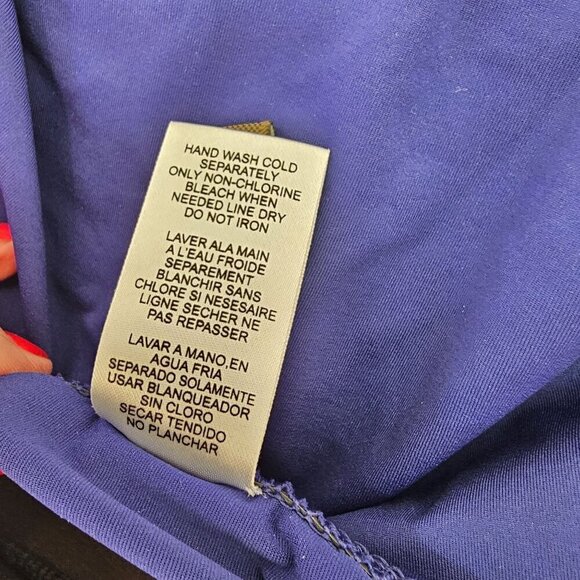 HAND WASH COLD
SEPARATELY
ONLY NON-CHLORINE
BLEACH WHEN
NEEDED LINE DRY
DO NOT IRON
LAVER ALA MAIN
A L'EAU FROIDE
SEPAREMENT
BLANCHIR SANS
CHLORE SI NESESAIRE
LIGNE SECHER NE
PAS REPASSER
LAVAR A MANO,EN
AGUA FRIA
SEPARADO SOLAMENTE
USAR BLANQUEADOR
SIN CLORO
SECAR TENDIDO
NO PLANCHAR